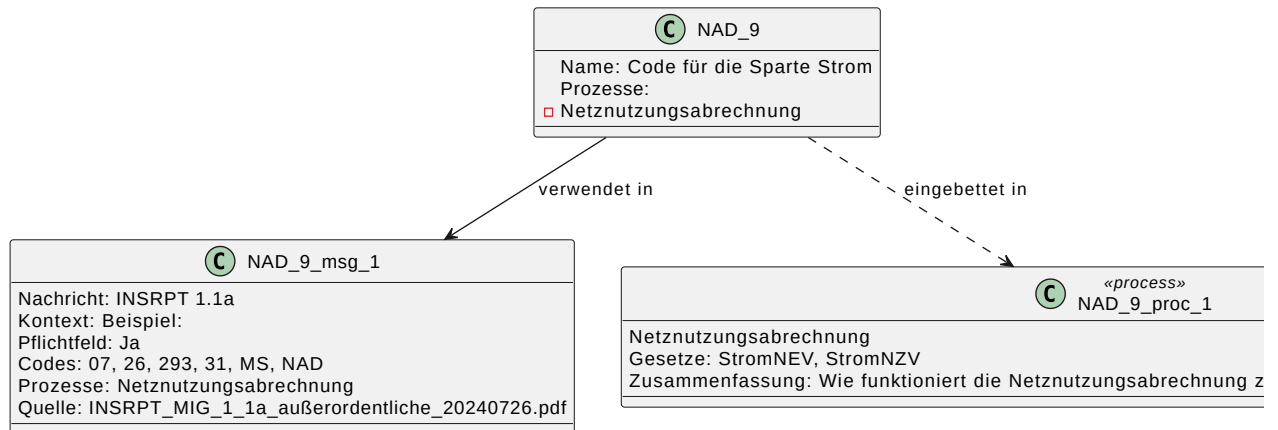 C NAD_9
Name: Code für die Sparte Strom
Prozesse:
Netznutzungsabrechnung
verwendet in
eingebettet in
C NAD_9_msg_1
Nachricht: INSRPT 1.1a
Kontext: Beispiel:
Pflichtfeld: Ja
Codes: 07, 26, 293, 31, MS, NAD
Prozesse: Netznutzungsabrechnung
Quelle: INSRPT_MIG_1_1a_außerordentliche_20240726.pdf
«process»
C NAD_9_proc_1
Netznutzungsabrechnung
Gesetze: StromNEV, StromNZV
Zusammenfassung: Wie funktioniert die Netznutzungsabrechnung z